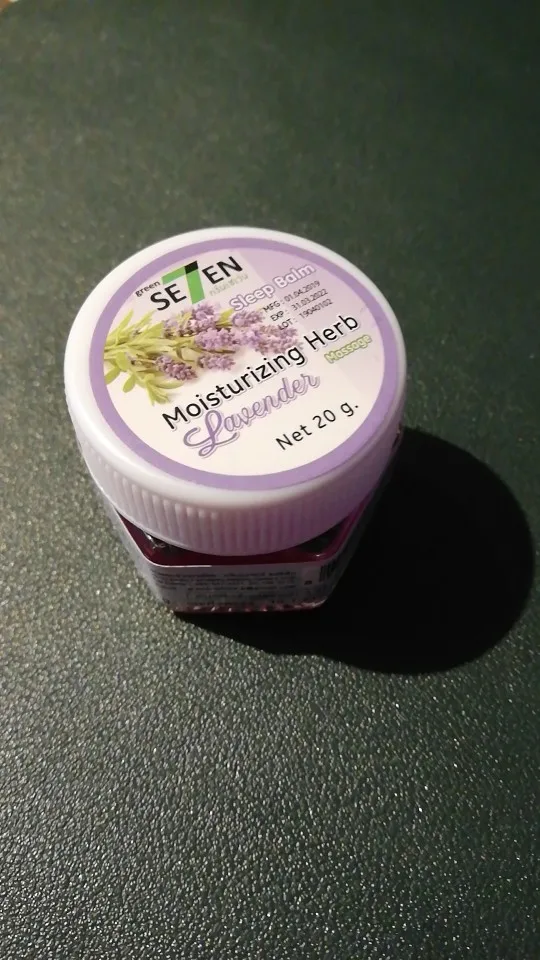 green
SE7EN
Sleep Balm
MFG : 01.04.2019
EXP : 31.03.2022
LOT : 19040102
Moisturizing Herb
Massage
Lavender
Net 20 g.